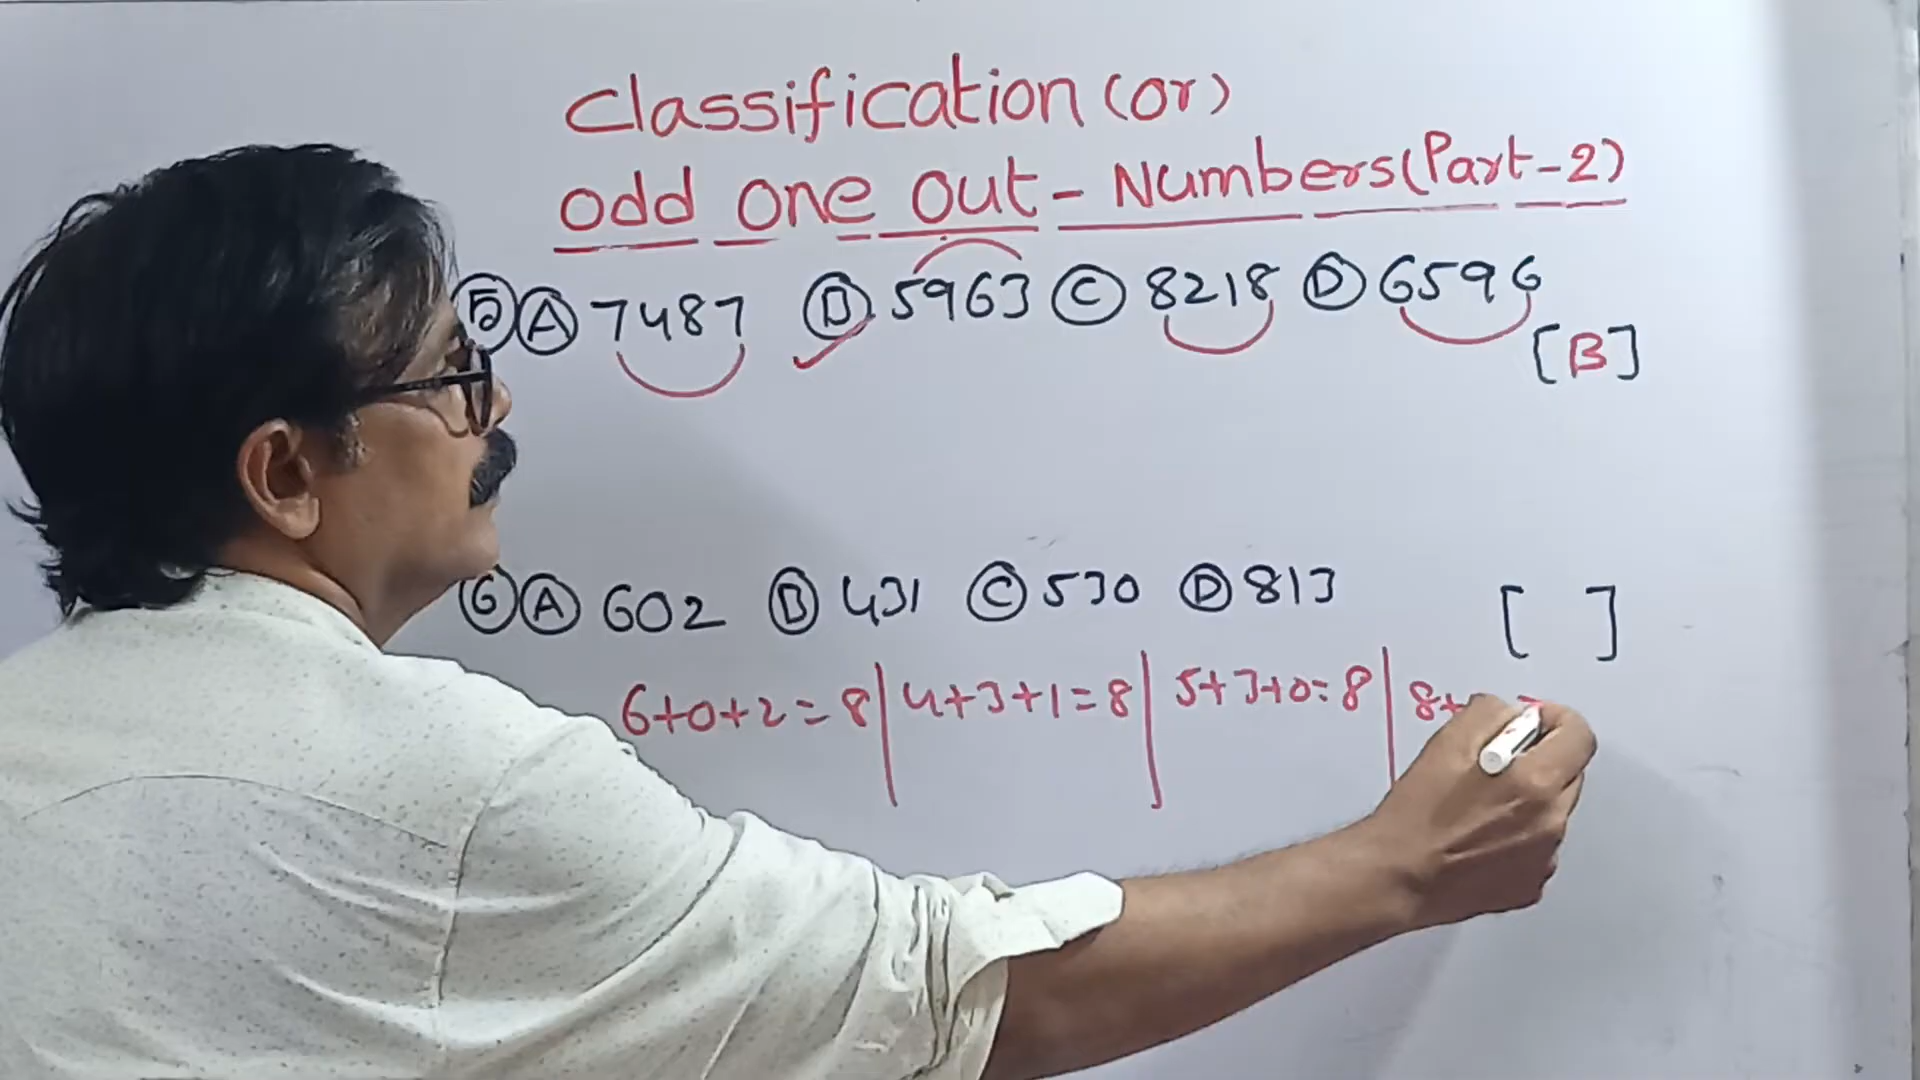 Classification (or)
odd one out - Numbers (Part-2)
5 A 7487 B 5963 C 8218 D 6596
[B]
6 A 602 B 431 C 530 D 813 [ ]
6+0+2=8 | 4+3+1=8 | 5+3+0=8 | 8+